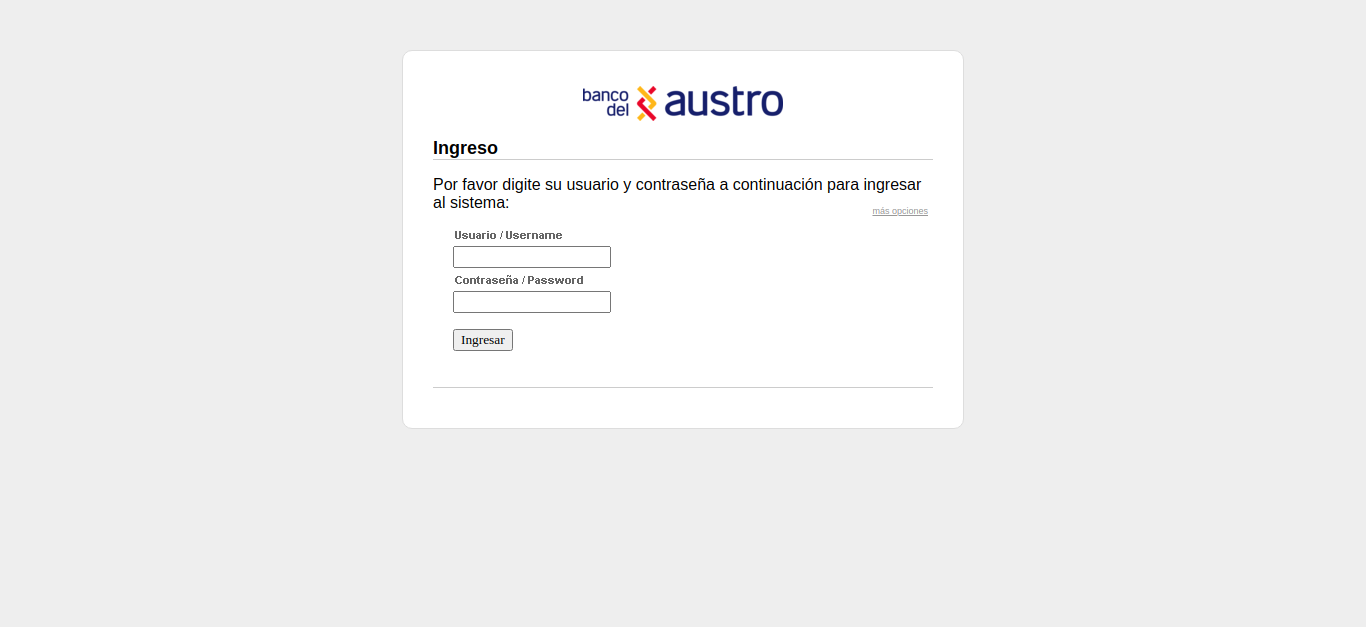 banco del austro
Ingreso
Por favor digite su usuario y contraseña a continuación para ingresar
al sistema:
más opciones
Usuario / Username
Contraseña / Password
Ingresar